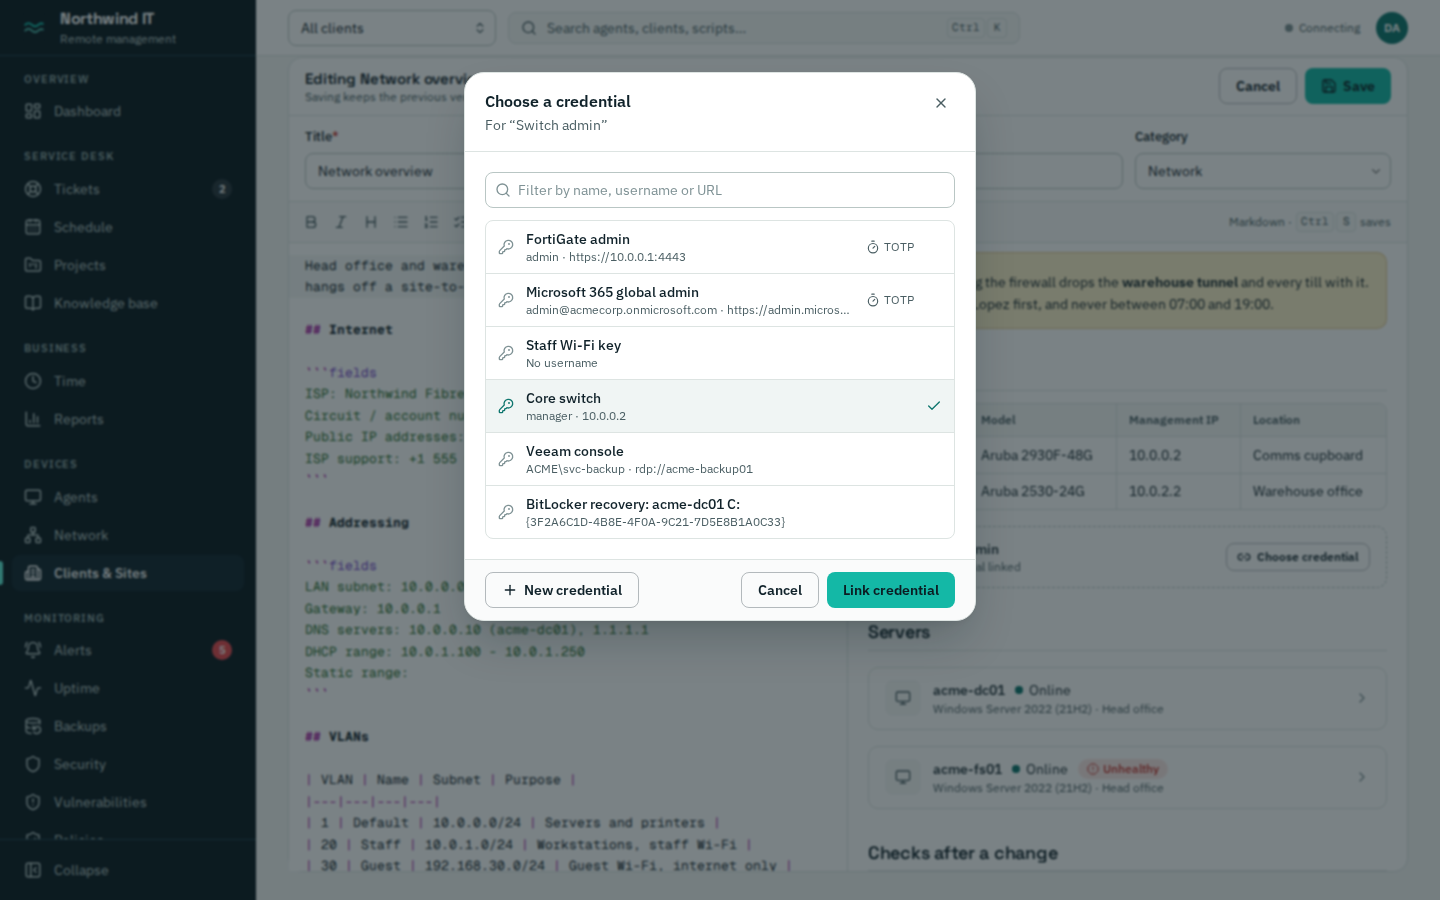 Northwind IT
Remote management
OVERVIEW
Dashboard
SERVICE DESK
Tickets 2
Schedule
Projects
Knowledge base
BUSINESS
Time
Reports
DEVICES
Agents
Network
Clients & Sites
MONITORING
Alerts 5
Uptime
Backups
Security
Vulnerabilities
Collapse
All clients
Search agents, clients, scripts...
Ctrl K
Connecting
DA
Editing Network
Saving keeps the previous
Cancel
Save
Title*
Category
Network overview
Network
B I H
Markdown · Ctrl S saves
Head office and
hangs off a site-to-
## Internet
```fields
ISP: Northwind
Circuit / account
Public IP addresses:
ISP support: +1 555
```
## Addressing
```fields
LAN subnet: 10.0.0.0
Gateway: 10.0.0.1
DNS servers: 10.0.0.10 (acme-dc01), 1.1.1.1
DHCP range: 10.0.1.100 - 10.0.1.250
Static range:
```
## VLANs
| VLAN | Name | Subnet | Purpose |
|---|---|---|---|
| 1 | Default | 10.0.0.0/24 | Servers and printers |
| 20 | Staff | 10.0.1.0/24 | Workstations, staff Wi-Fi |
| 30 | Guest | 192.168.30.0/24 | Guest Wi-Fi, internet only |
Choose a credential
For “Switch admin”
Filter by name, username or URL
FortiGate admin
admin · https://10.0.0.1:4443
TOTP
Microsoft 365 global admin
admin@acmecorp.onmicrosoft.com · https://admin.micros...
TOTP
Staff Wi-Fi key
No username
Core switch
manager · 10.0.0.2
Veeam console
ACME\svc-backup · rdp://acme-backup01
BitLocker recovery: acme-dc01 C:
{3F2A6C1D-4B8E-4F0A-9C21-7D5E8B1A0C33}
New credential
Cancel
Link credential
the firewall drops the warehouse tunnel and every till with it.
first, and never between 07:00 and 19:00.
Model Management IP Location
Aruba 2930F-48G 10.0.0.2 Comms cupboard
Aruba 2530-24G 10.0.2.2 Warehouse office
linked
Choose credential
Servers
acme-dc01 Online
Windows Server 2022 (21H2) · Head office
acme-fs01 Online Unhealthy
Windows Server 2022 (21H2) · Head office
Checks after a change